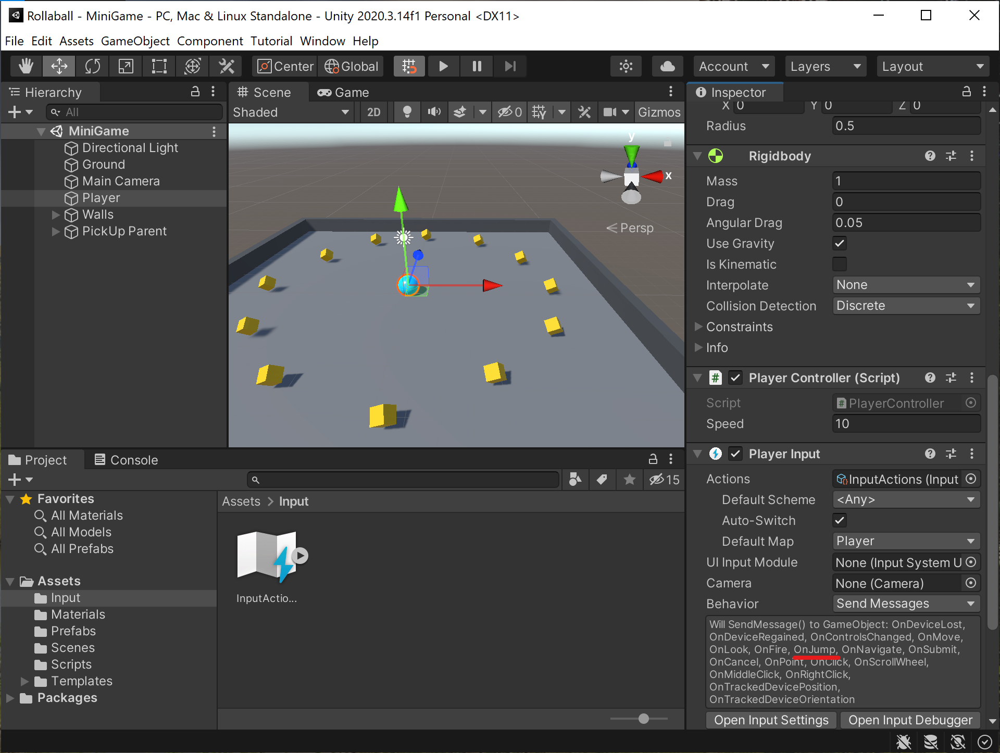 Rollaball - MiniGame - PC, Mac & Linux Standalone - Unity 2020.3.14f1 Personal <DX11>
File Edit Assets GameObject Component Tutorial Window Help
Center Global Account Layers Layout
Hierarchy
All
MiniGame
Directional Light
Ground
Main Camera
Player
Walls
PickUp Parent
Scene Game
Shaded 2D 0 Gizmos
y
x
Persp
Inspector
X 0 Y 0 Z 0
Radius 0.5
Rigidbody
Mass 1
Drag 0
Angular Drag 0.05
Use Gravity
Is Kinematic
Interpolate None
Collision Detection Discrete
Constraints
Info
Player Controller (Script)
Script PlayerController
Speed 10
Player Input
Actions InputActions (Input
Default Scheme <Any>
Auto-Switch
Default Map Player
UI Input Module None (Input System U
Camera None (Camera)
Behavior Send Messages
Will SendMessage() to GameObject: OnDeviceLost,
OnDeviceRegained, OnControlsChanged, OnMove,
OnLook, OnFire, OnJump, OnNavigate, OnSubmit,
OnCancel, OnPoint, OnClick, OnScrollWheel,
OnMiddleClick, OnRightClick,
OnTrackedDevicePosition,
OnTrackedDeviceOrientation
Open Input Settings Open Input Debugger
Project Console
15
Favorites
All Materials
All Models
All Prefabs
Assets
Input
Materials
Prefabs
Scenes
Scripts
Templates
Packages
Assets > Input
InputActio...